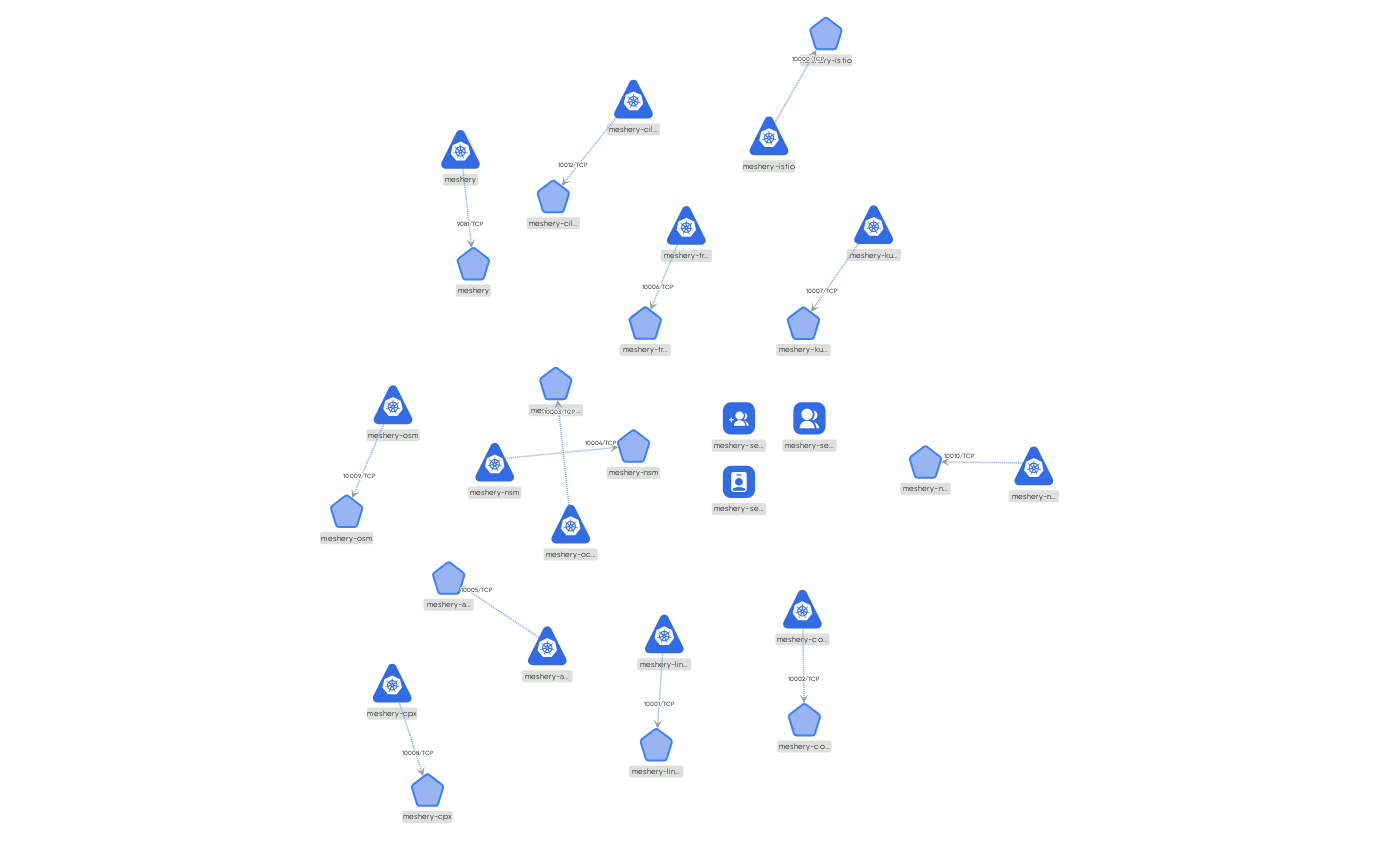 meshery-istio
10000/TCP
meshery-cil...
meshery-istio
10012/TCP
meshery
meshery-cil...
9081/TCP
meshery-tr...
meshery-ku...
meshery
10006/TCP
10007/TCP
meshery-tr...
meshery-ku...
10003/TCP
meshery-osm
10004/TCP
meshery-se...
meshery-se...
10010/TCP
meshery-nsm
10009/TCP
meshery-nsm
meshery-n...
meshery-n...
meshery-se...
meshery-osm
meshery-oc...
10005/TCP
meshery-a...
meshery-co...
meshery-lin...
meshery-a...
10002/TCP
10001/TCP
meshery-cpx
meshery-co...
10008/TCP
meshery-lin...
meshery-cpx